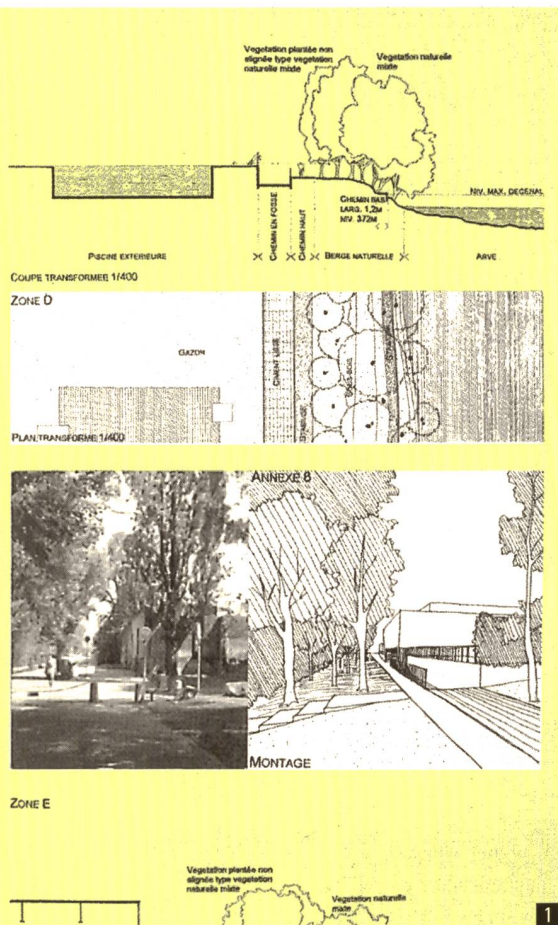 Vegetation plantée non
alignée type vegetation
naturelle mixte
Vegetation naturelle
mixte
NIV. MAX. DECENAL
CHEMIN BAS
LARG. 1,2M
NIV. 372M
CHEMIN EN FOSSE
CHEMIN HAUT
PISCINE EXTERIEURE
BERGE NATURELLE
ARVE
COUPE TRANSFORMEE 1/400
ZONE D
GAZON
CIMENT LISSE
PLAN TRANSFORME 1/400
ANNEXE 8
MONTAGE
ZONE E
Vegetation plantée non
alignée type vegetation
naturelle mixte
Vegetation naturelle
mixte
1